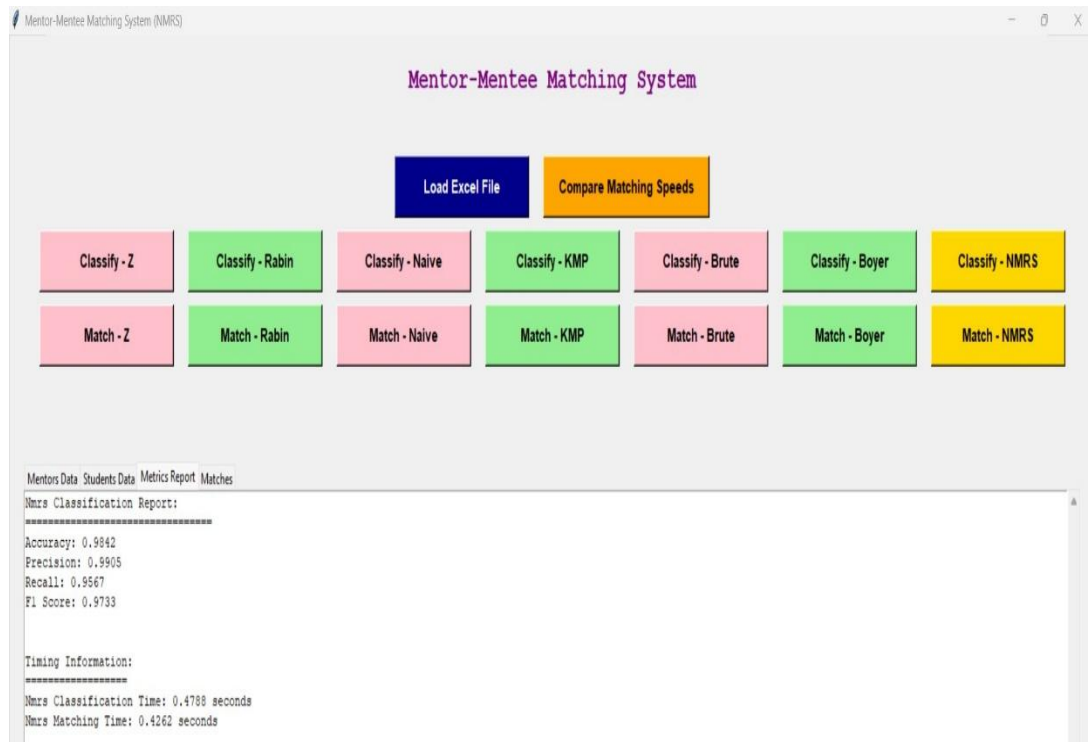 Mentor-Mentee Matching System (NMRS)
Mentor-Mentee Matching System
Load Excel File Compare Matching Speeds
Classify - Z Classify - Rabin Classify - Naive Classify - KMP Classify - Brute Classify - Boyer Classify - NMRS
Match - Z Match - Rabin Match - Naive Match - KMP Match - Brute Match - Boyer Match - NMRS
Mentors Data Students Data Metrics Report Matches
Nmrs Classification Report:
=================================
Accuracy: 0.9842
Precision: 0.9905
Recall: 0.9567
F1 Score: 0.9733
Timing Information:
==================
Nmrs Classification Time: 0.4788 seconds
Nmrs Matching Time: 0.4262 seconds